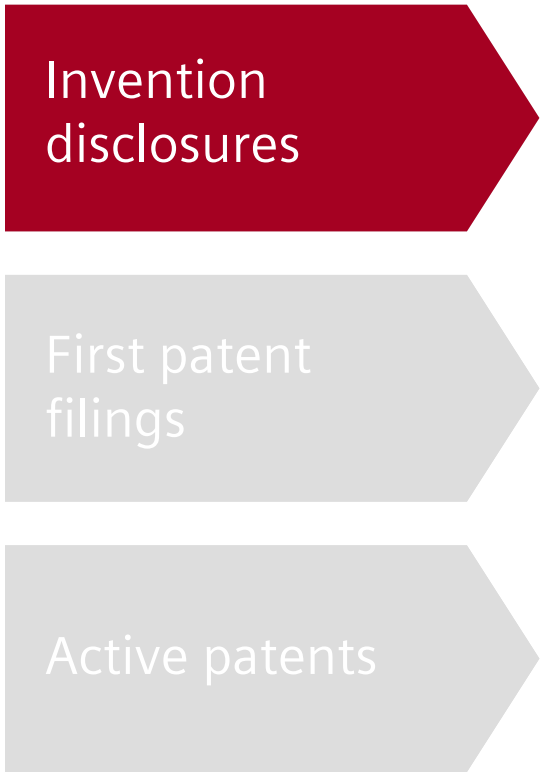 Invention
disclosures
First patent
filings
Active patents